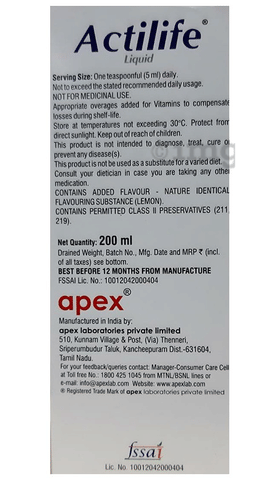 Actilife®
Liquid
Serving Size: One teaspoonful (5 ml) daily.
Not to exceed the stated recommended daily usage.
NOT FOR MEDICINAL USE.
Appropriate overages added for Vitamins to compensate
losses during shelf-life.
Store at temperatures not exceeding 30°C. Protect from
direct sunlight. Keep out of reach of children.
This product is not intended to diagnose, treat, cure or
prevent any disease(s).
This product is not be used as a substitute for a varied diet.
Consult your dietician in case you are taking any other
medication.
CONTAINS ADDED FLAVOUR - NATURE IDENTICAL
FLAVOURING SUBSTANCE (LEMON).
CONTAINS PERMITTED CLASS II PRESERVATIVES (211,
219).
Net Quantity: 200 ml
Drained Weight, Batch No., Mfg. Date and MRP ₹ (incl.
of all taxes) see bottom.
BEST BEFORE 12 MONTHS FROM MANUFACTURE
FSSAI Lic. No.: 10012042000404
apex®
Manufactured in India by:
apex laboratories private limited
510, Kunnam Village & Post, (Via) Thenneri,
Sriperumbudur Taluk, Kancheepuram Dist.-631604,
Tamil Nadu.
For your feedback/queries contact: Manager-Consumer Care Cell
at Toll free No.: 1800 425 1045 from MTNL/BSNL lines or
e-mail: info@apexlab.com Website: www.apexlab.com
® Registered Trade Mark of apex laboratories private limited
fssai
Lic. No. 10012042000404